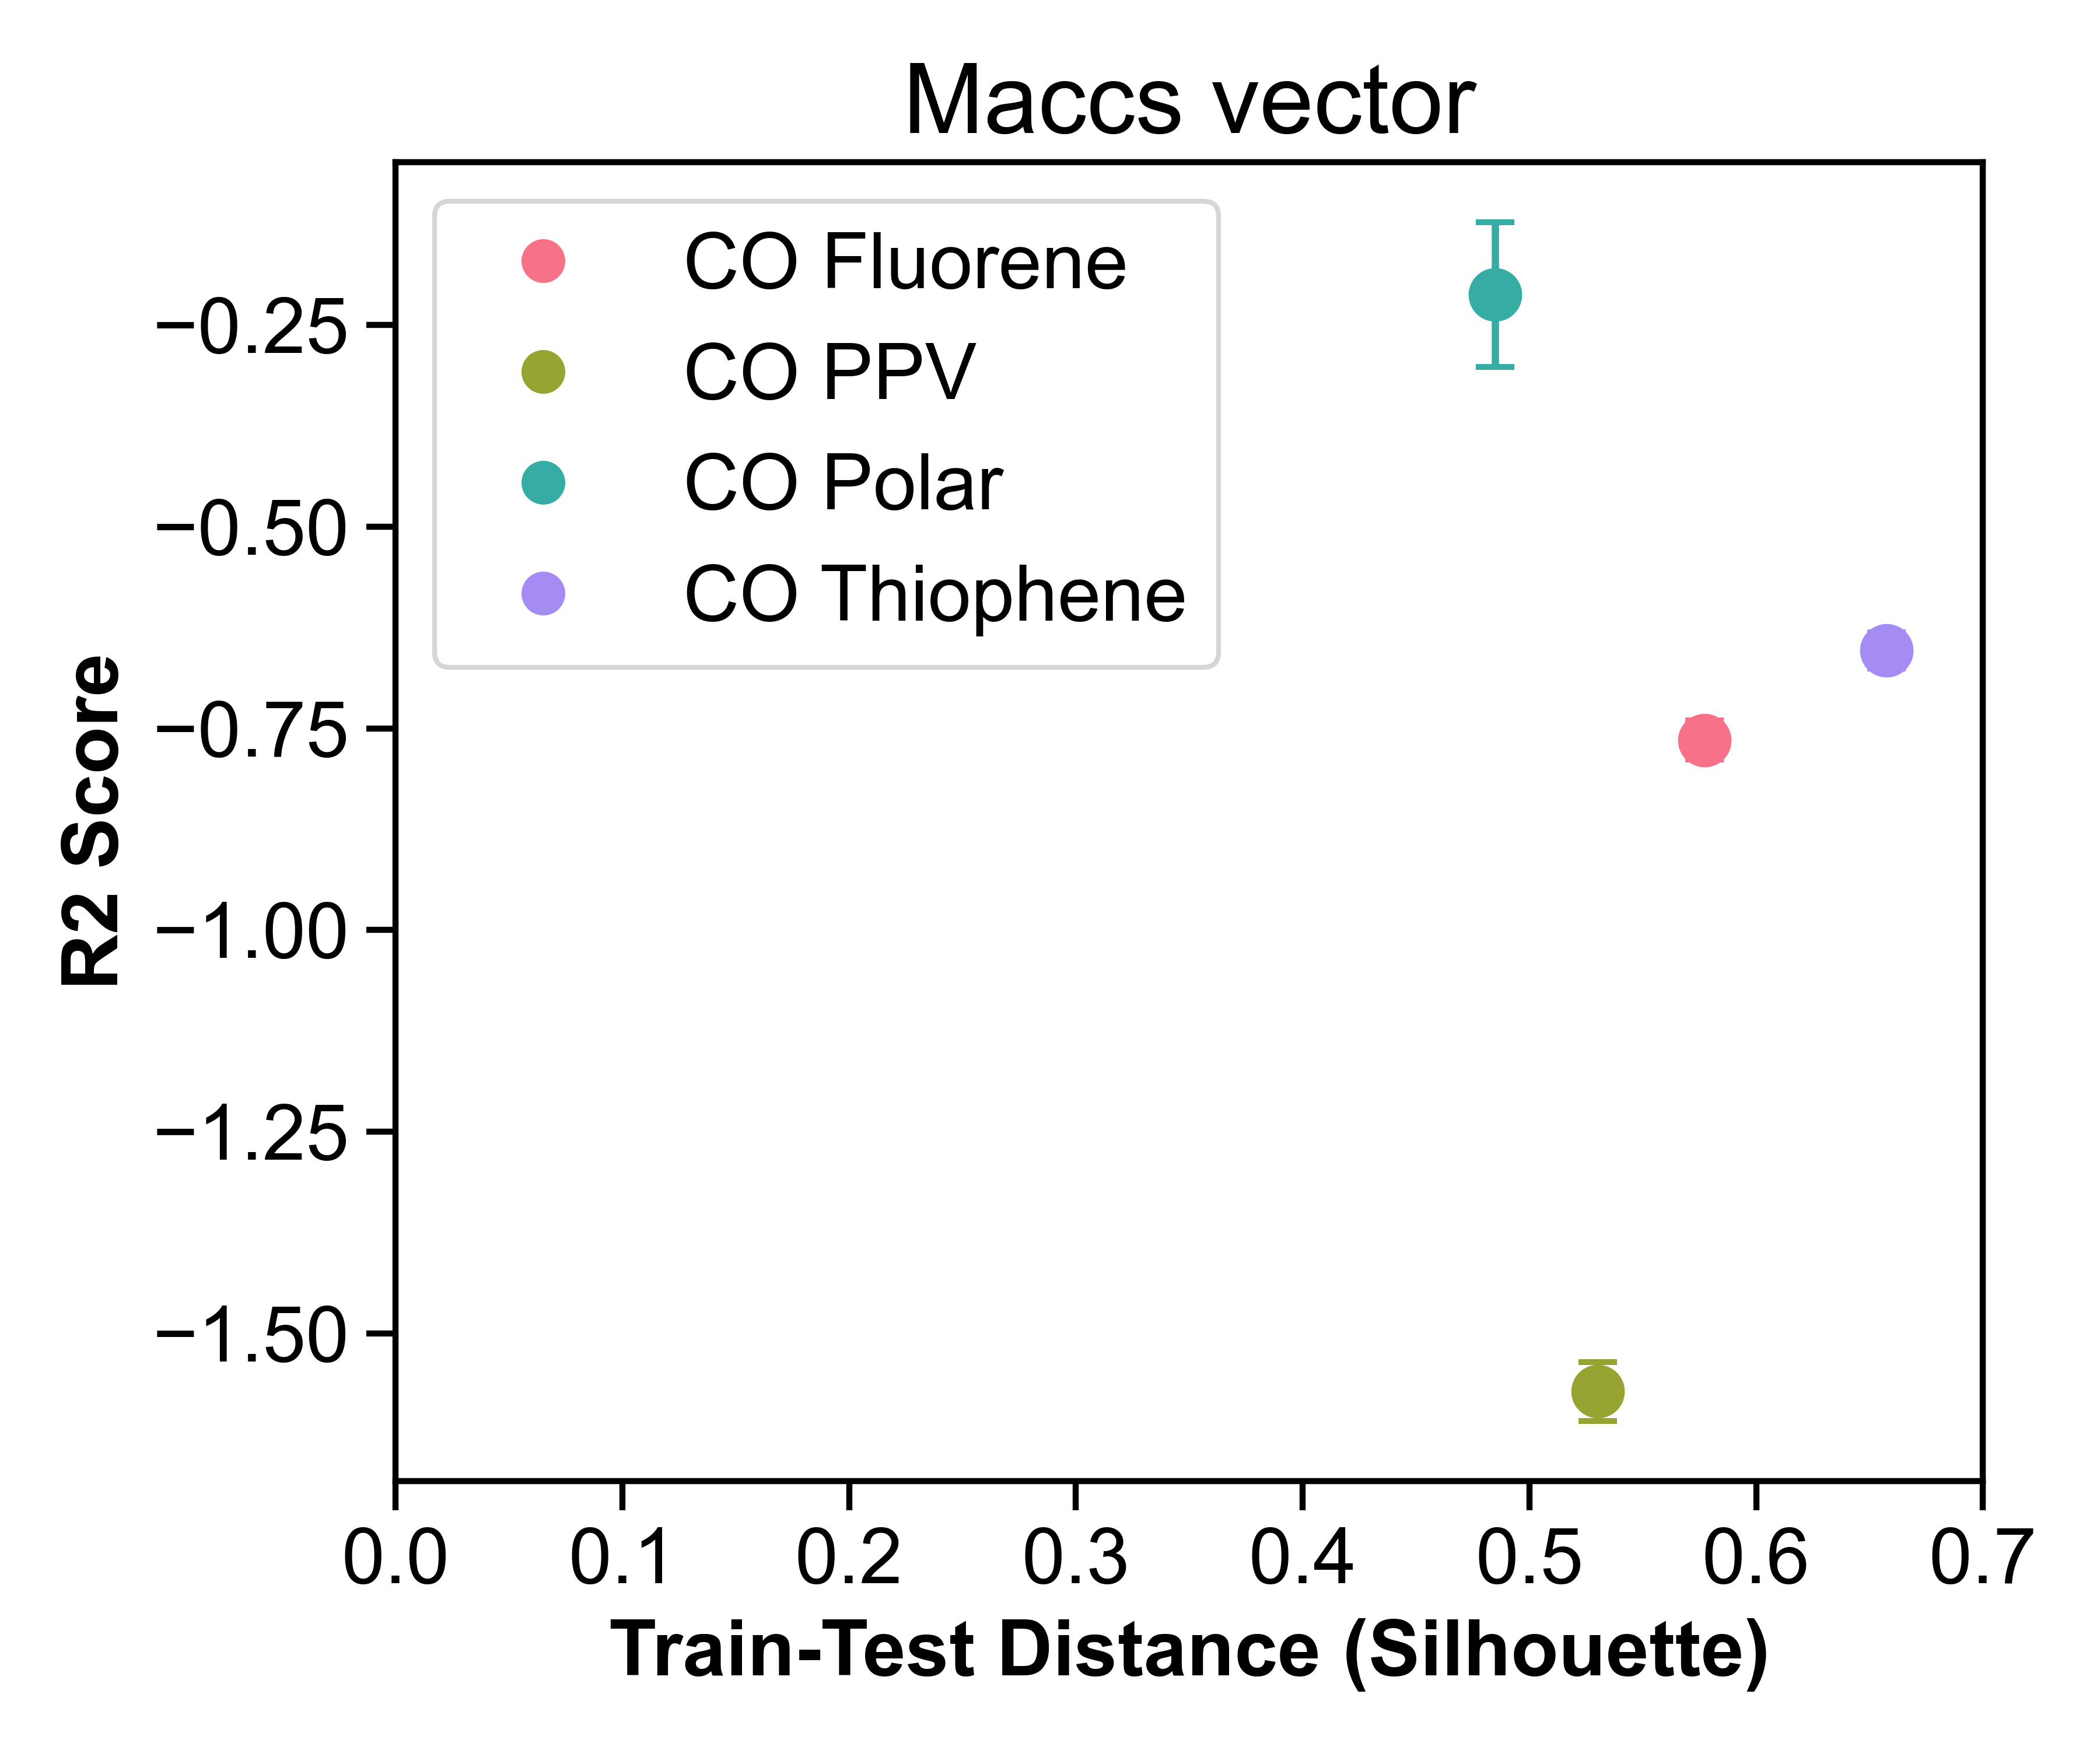 Maccs vector
CO Fluorene
CO PPV
CO Polar
CO Thiophene
R2 Score
−0.25
−0.50
−0.75
−1.00
−1.25
−1.50
0.0 0.1 0.2 0.3 0.4 0.5 0.6 0.7
Train-Test Distance (Silhouette)